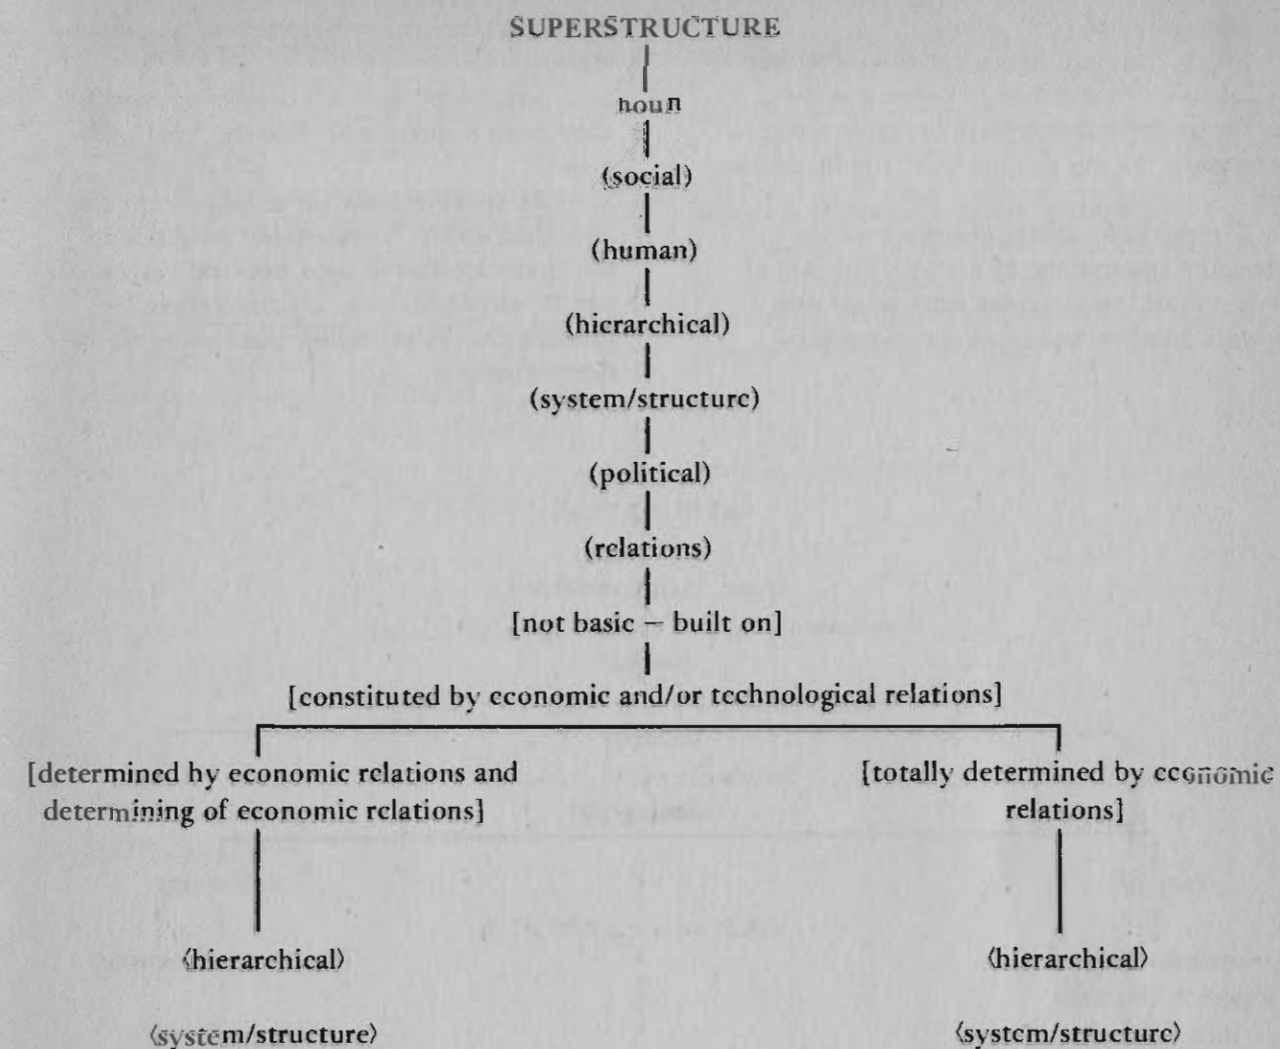 SUPERSTRUCTURE
noun
(social)
(human)
(hierarchical)
(system/structure)
(political)
(relations)
[not basic – built on]
[constituted by economic and/or technological relations]
[determined by economic relations and
determining of economic relations]
[totally determined by economic
relations]
⟨hierarchical⟩
⟨hierarchical⟩
⟨system/structure⟩
⟨system/structure⟩